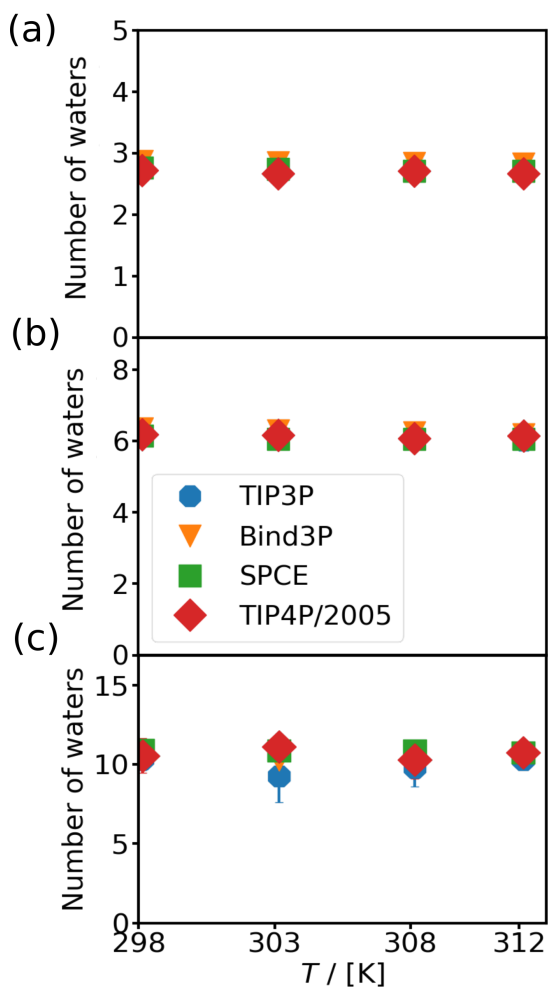 (a)
5
4
3
2
1
0
Number of waters
(b)
8
6
4
2
0
Number of waters
TIP3P
Bind3P
SPCE
TIP4P/2005
(c)
15
10
5
0
Number of waters
298 303 308 312
T / [K]